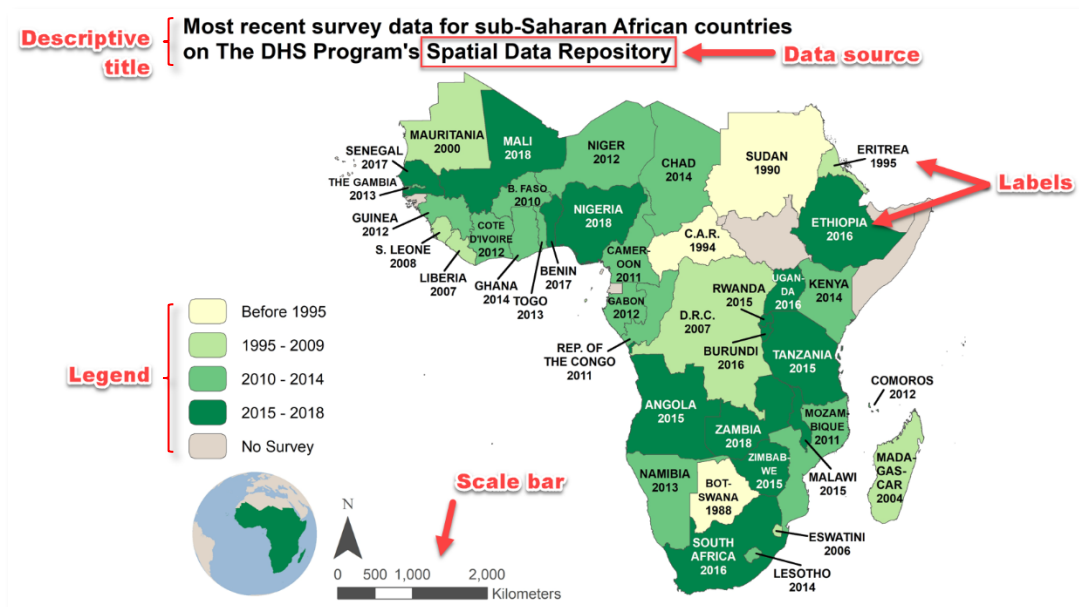 Descriptive
title
Most recent survey data for sub-Saharan African countries
on The DHS Program's Spatial Data Repository
Data source
MAURITANIA
2000
MALI
2018
NIGER
2012
CHAD
2014
SUDAN
1990
ERITREA
1995
Labels
SENEGAL
2017
THE GAMBIA
2013
B. FASO
2010
NIGERIA
2018
ETHIOPIA
2016
GUINEA
2012
COTE
D'IVOIRE
2012
C.A.R.
1994
S. LEONE
2008
CAMER-
OON
2011
LIBERIA
2007
GHANA
2014
TOGO
2013
BENIN
2017
GABON
2012
RWANDA
2015
UGAN-
DA
2016
KENYA
2014
D.R.C.
2007
REP. OF
THE CONGO
2011
BURUNDI
2016
TANZANIA
2015
COMOROS
2012
ANGOLA
2015
ZAMBIA
2018
MOZAM-
BIQUE
2011
MALAWI
2015
ZIMBAB-
WE
2015
MADA-
GAS-
CAR
2004
NAMIBIA
2013
BOT-
SWANA
1988
ESWATINI
2006
SOUTH
AFRICA
2016
LESOTHO
2014
Legend
Before 1995
1995 - 2009
2010 - 2014
2015 - 2018
No Survey
Scale bar
N
0 500 1,000 2,000
Kilometers